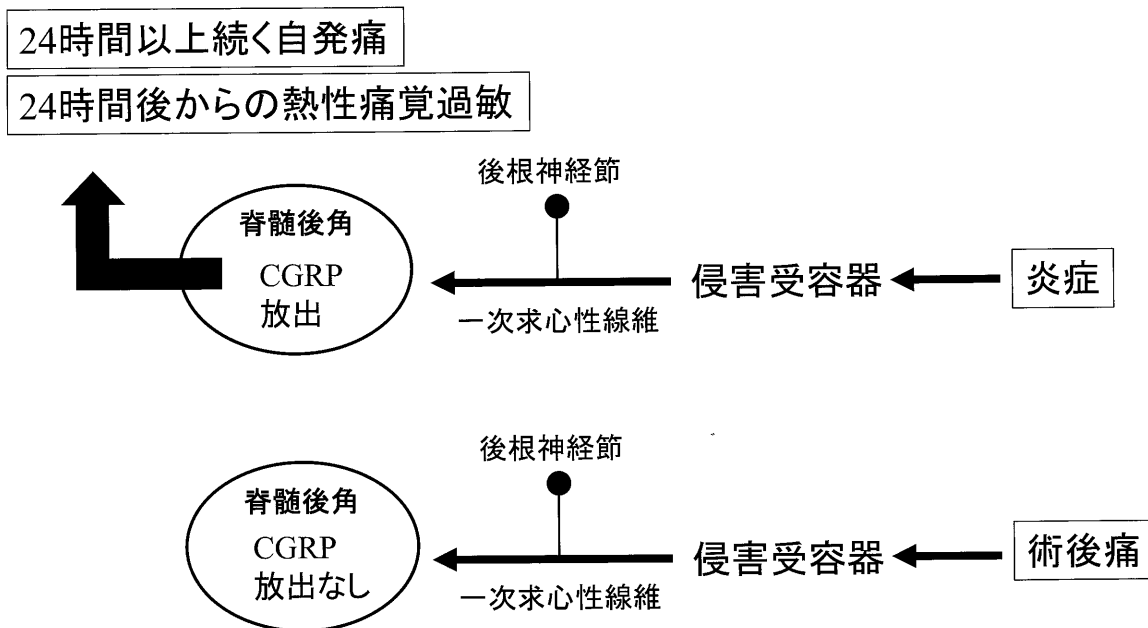 24時間以上続く自発痛
24時間後からの熱性痛覚過敏
後根神経節
脊髄後角
CGRP
放出
侵害受容器
炎症
一次求心性線維
後根神経節
脊髄後角
CGRP
放出なし
侵害受容器
術後痛
一次求心性線維